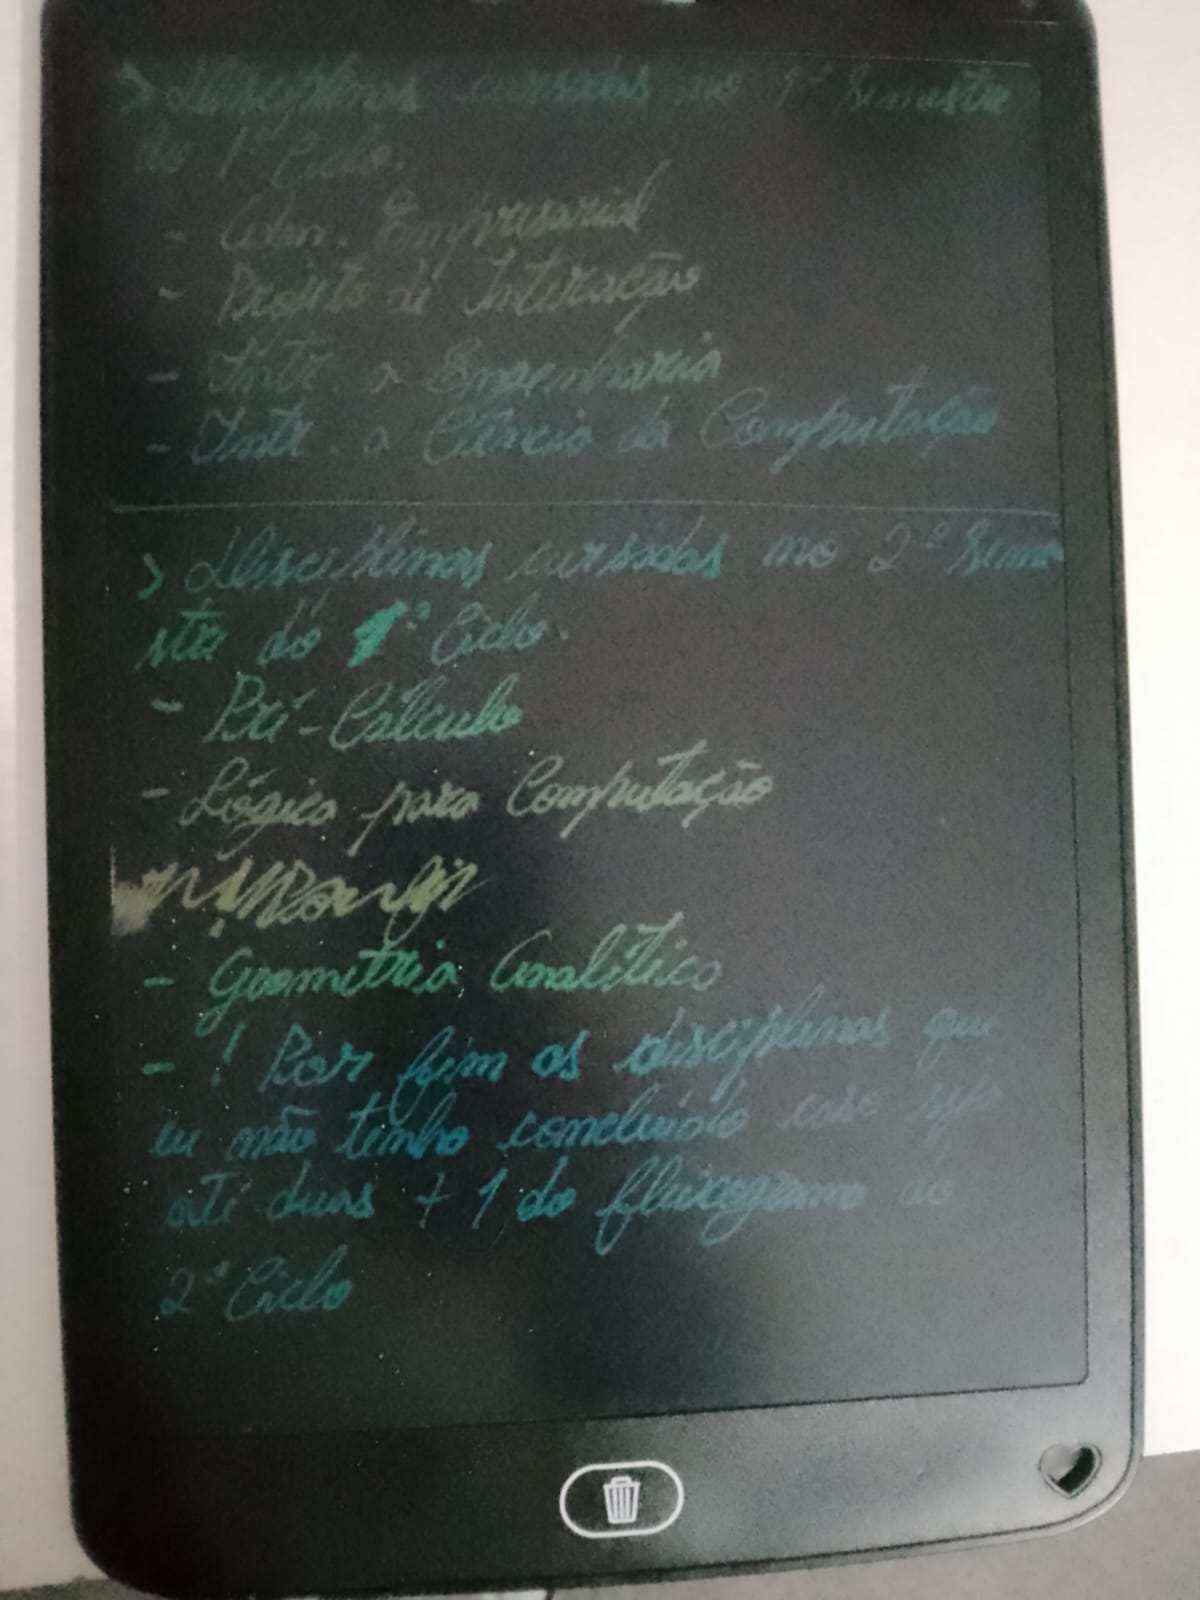 > Disciplinas cursadas no 1º Semestre
do 1º Ciclo.
- Adm. Empresarial
- Projeto de Interação
- Intr. a Engenharia
- Intr. a Ciência da Computação
> Disciplinas cursadas no 2º Seme
stre do 1º Ciclo.
- Pré-Cálculo
- Lógica para Computação
- Geometria Analítica
- ! Por fim as disciplinas que
eu não tenho concluído caso seja
até duas + 1 do fluxograma do
2º Ciclo